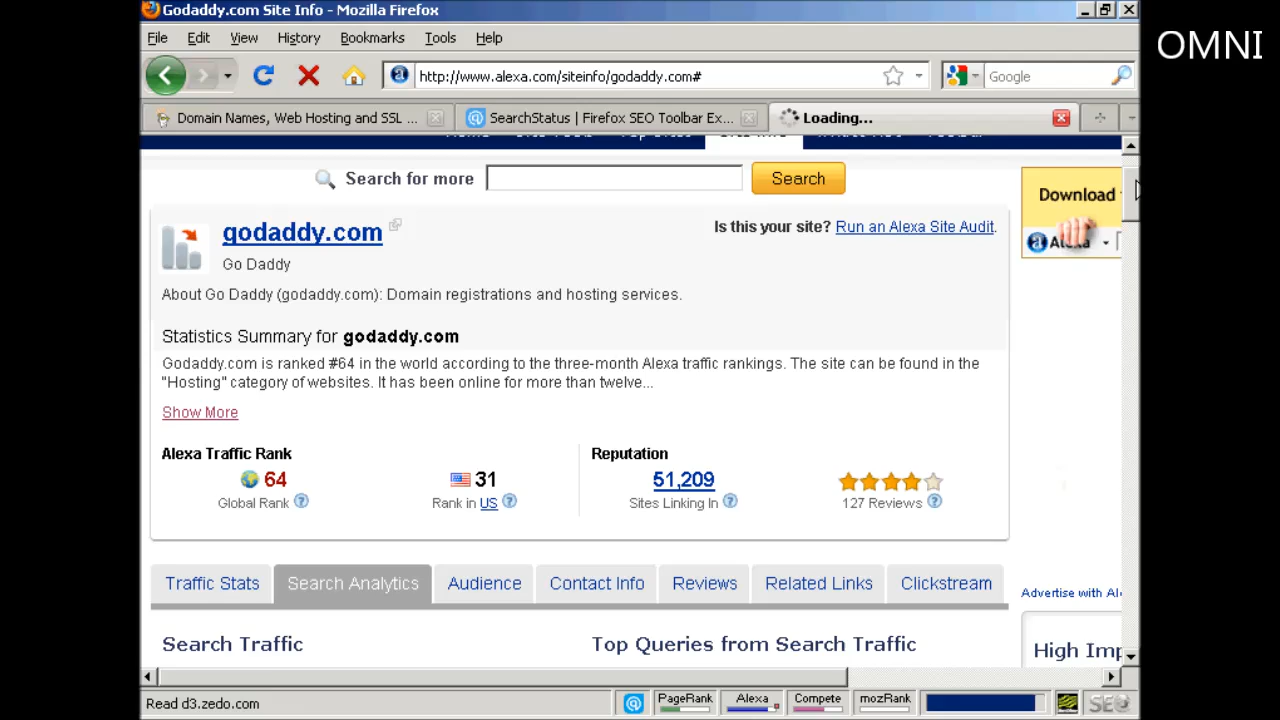 Godaddy.com Site Info - Mozilla Firefox
OMNI
File Edit View History Bookmarks Tools Help
http://www.alexa.com/siteinfo/godaddy.com#
Google
Domain Names, Web Hosting and SSL ...
SearchStatus | Firefox SEO Toolbar Ex...
Loading...
Search for more
Search
Download
Alexa
godaddy.com
Is this your site? Run an Alexa Site Audit.
Go Daddy
About Go Daddy (godaddy.com): Domain registrations and hosting services.
Statistics Summary for godaddy.com
Godaddy.com is ranked #64 in the world according to the three-month Alexa traffic rankings. The site can be found in the
"Hosting" category of websites. It has been online for more than twelve...
Show More
Alexa Traffic Rank
Reputation
64
31
51,209
Global Rank ?
Rank in US ?
Sites Linking In ?
127 Reviews ?
Traffic Stats Search Analytics Audience Contact Info Reviews Related Links Clickstream
Advertise with Al
Search Traffic
Top Queries from Search Traffic
High Imp
Read d3.zedo.com
PageRank Alexa Compete mozRank
SEO